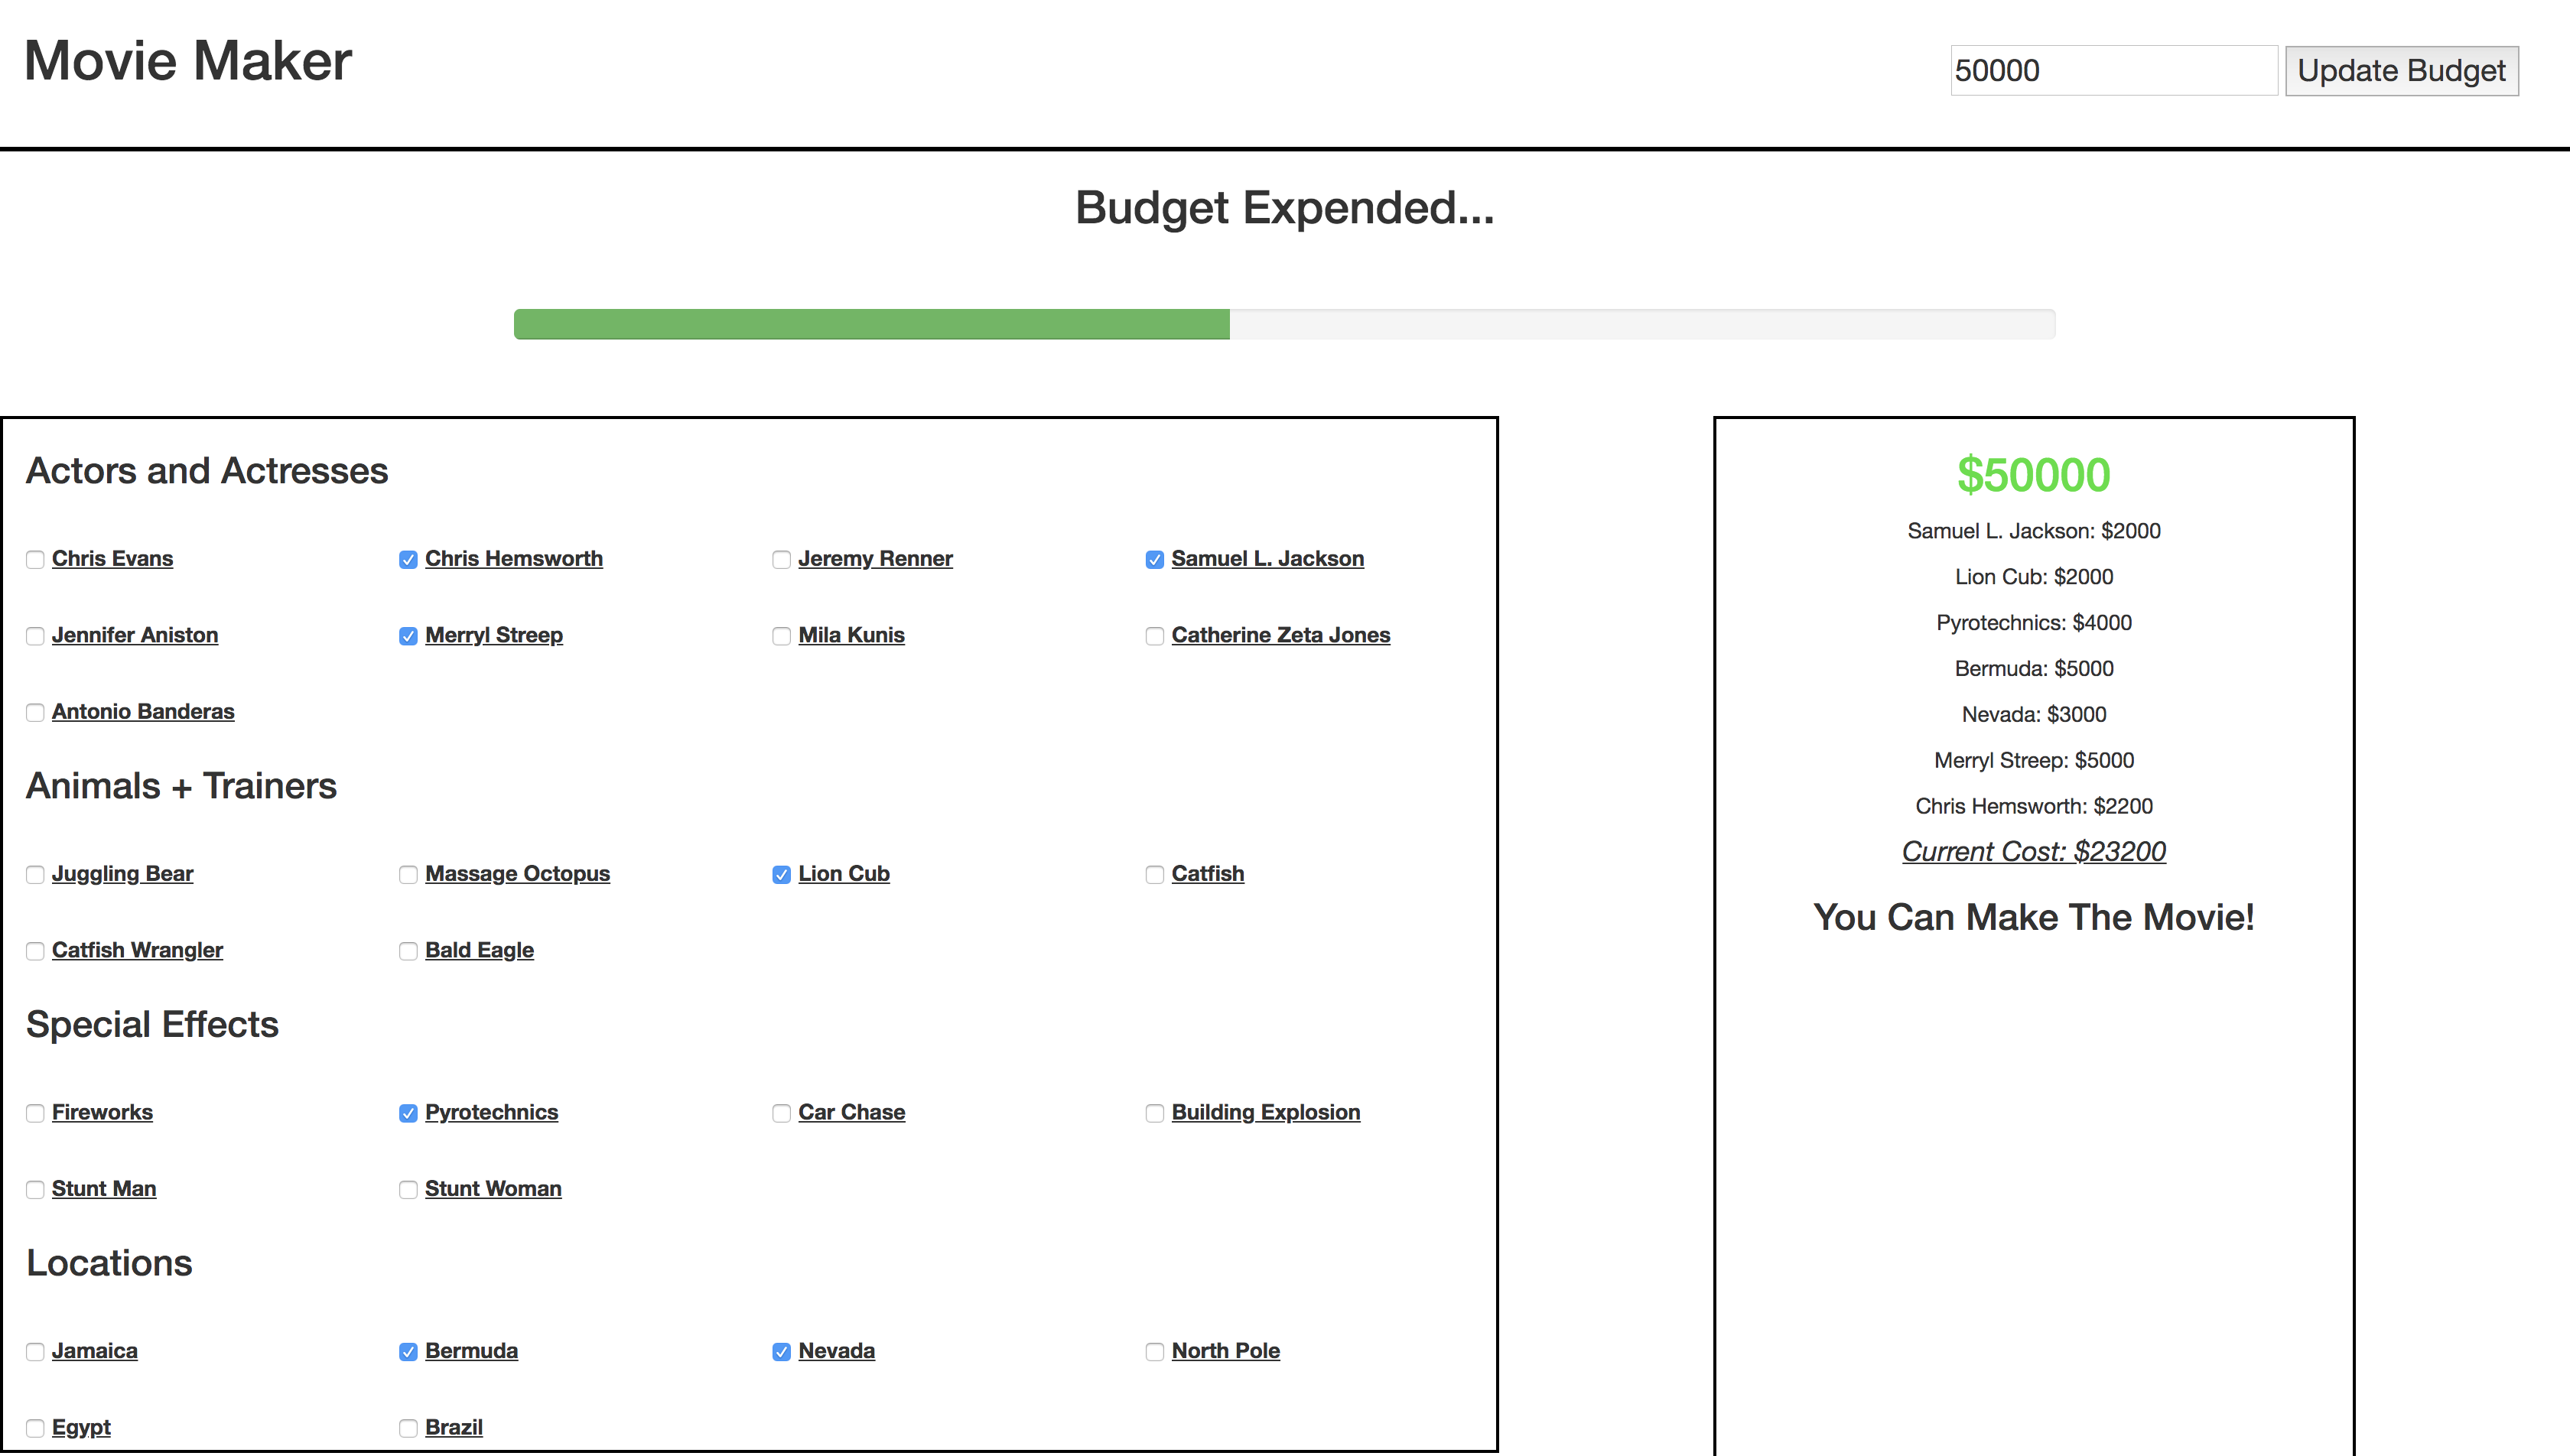 Movie Maker
50000
Update Budget
Budget Expended...
Actors and Actresses
Chris Evans
Chris Hemsworth
Jeremy Renner
Samuel L. Jackson
Jennifer Aniston
Merryl Streep
Mila Kunis
Catherine Zeta Jones
Antonio Banderas
Animals + Trainers
Juggling Bear
Massage Octopus
Lion Cub
Catfish
Catfish Wrangler
Bald Eagle
Special Effects
Fireworks
Pyrotechnics
Car Chase
Building Explosion
Stunt Man
Stunt Woman
Locations
Jamaica
Bermuda
Nevada
North Pole
Egypt
Brazil
$50000
Samuel L. Jackson: $2000
Lion Cub: $2000
Pyrotechnics: $4000
Bermuda: $5000
Nevada: $3000
Merryl Streep: $5000
Chris Hemsworth: $2200
Current Cost: $23200
You Can Make The Movie!